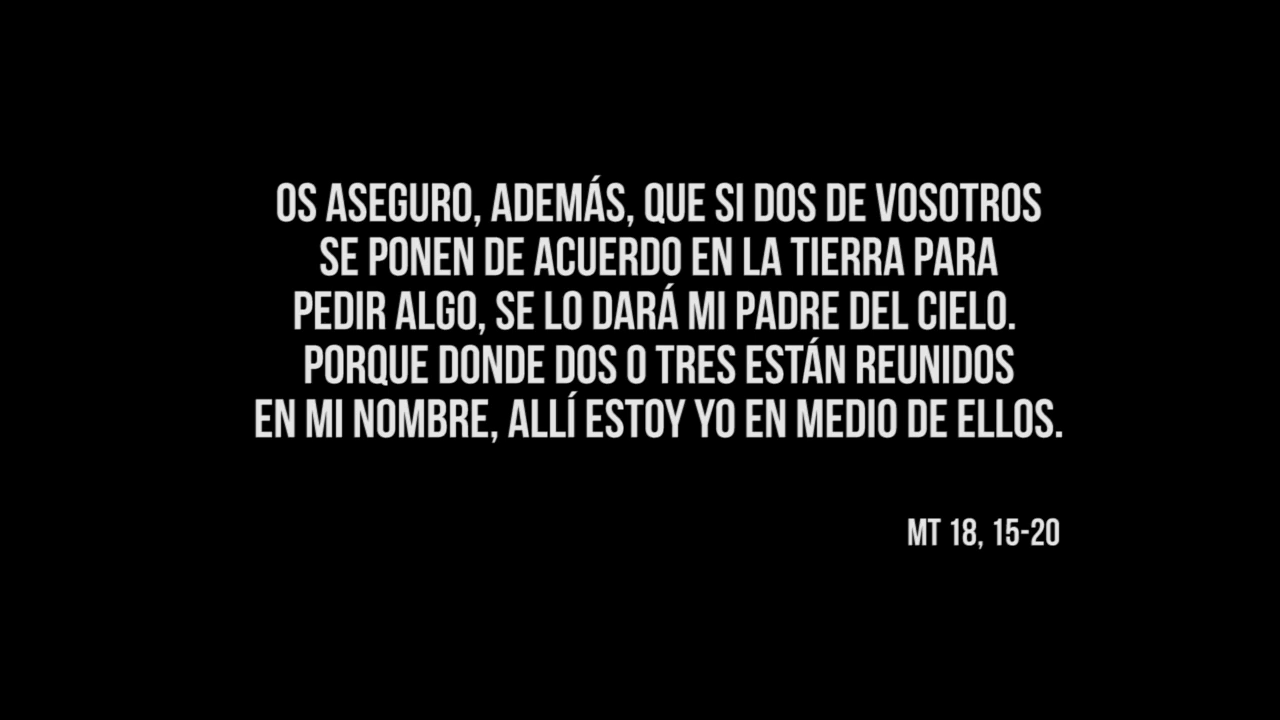 OS ASEGURO, ADEMÁS, QUE SI DOS DE VOSOTROS
SE PONEN DE ACUERDO EN LA TIERRA PARA
PEDIR ALGO, SE LO DARÁ MI PADRE DEL CIELO.
PORQUE DONDE DOS O TRES ESTÁN REUNIDOS
EN MI NOMBRE, ALLÍ ESTOY YO EN MEDIO DE ELLOS.
MT 18, 15-20